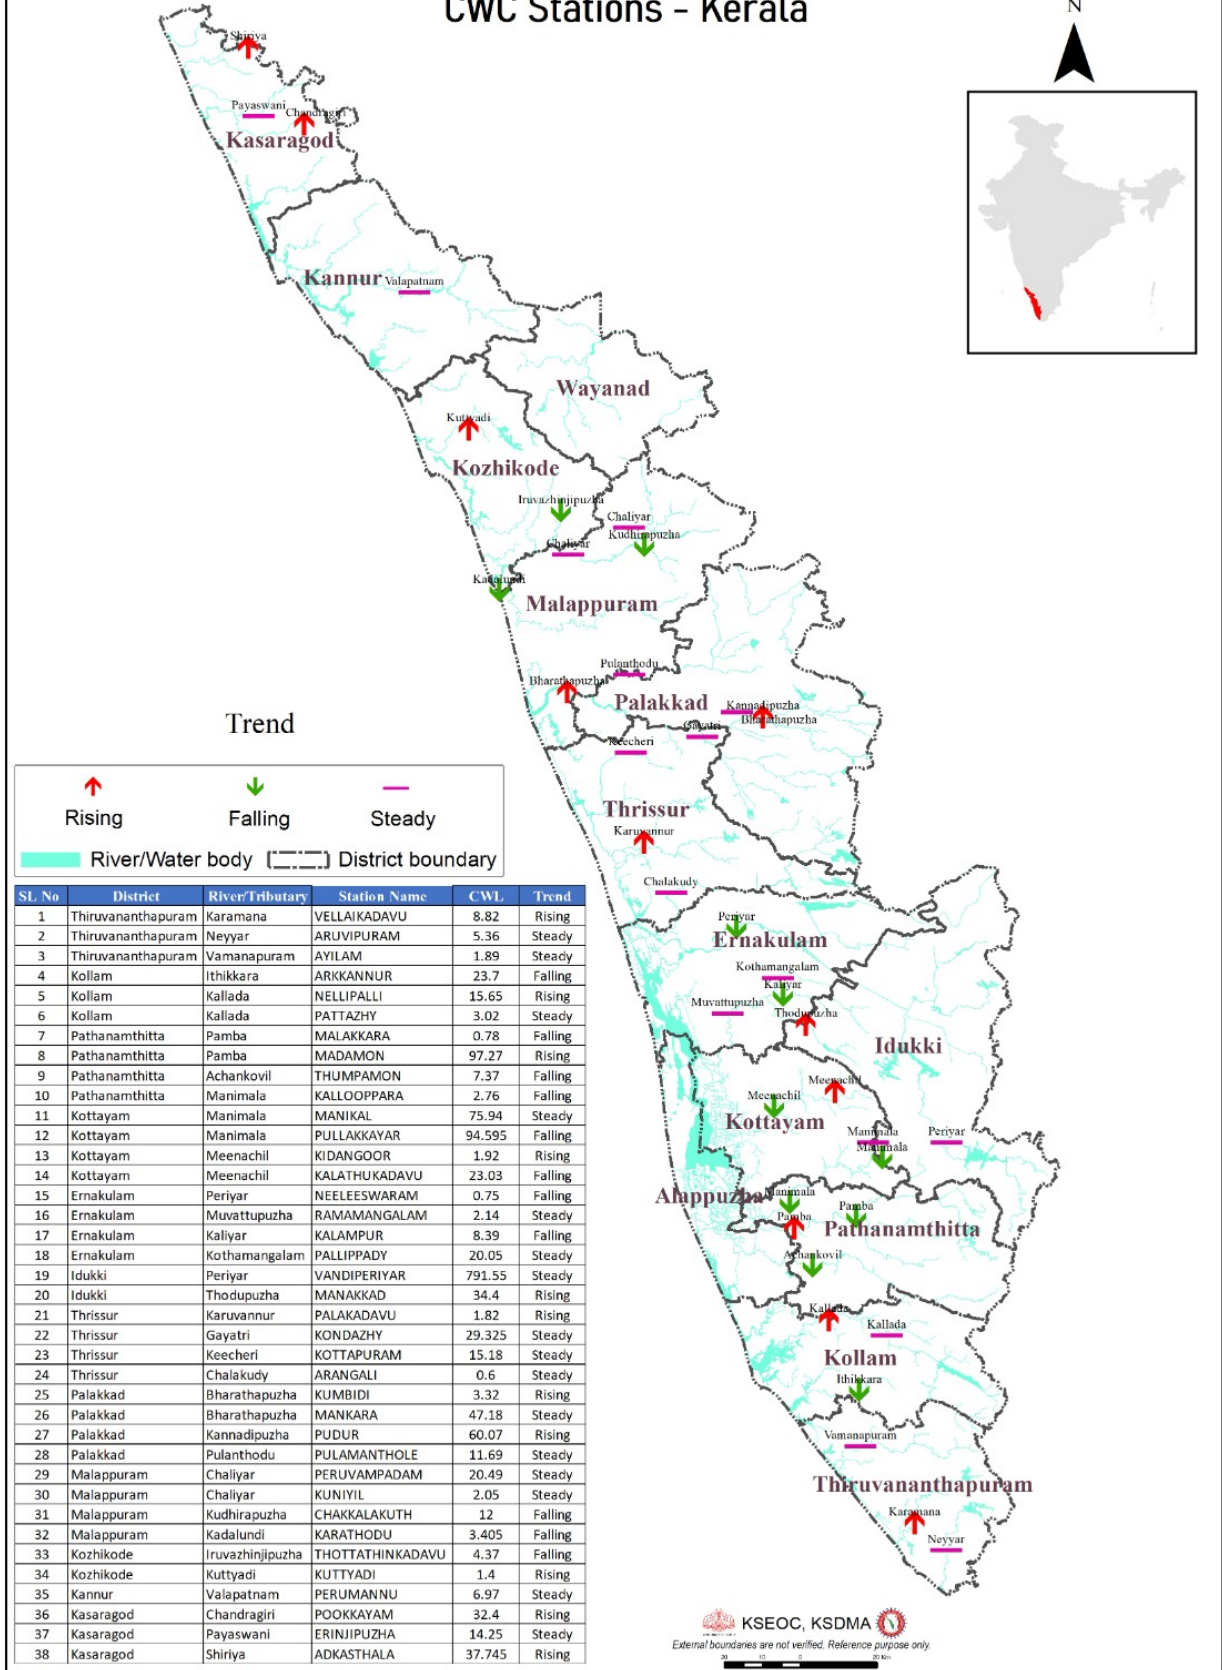 CWC Stations - Kerala
N
Shiriya
Payaswani
Chandragiri
Kasaragod
Kannur
Valapatnam
Wayanad
Kuttyadi
Kozhikode
Iruvazhinjipuzha
Chaliyar
Kudhirapuzha
Chaliyar
Kadalundi
Malappuram
Pulanthodu
Bharathapuzha
Palakkad
Kannadipuzha
Bharathapuzha
Gayatri
Keecheri
Thrissur
Karuvannur
Chalakudy
Periyar
Ernakulam
Kothamangalam
Kaliyar
Muvattupuzha
Thodupuzha
Idukki
Meenachil
Meenachil
Kottayam
Manimala
Periyar
Manimala
Alappuzha
Manimala
Pamba
Pamba
Pathanamthitta
Achankovil
Kallada
Kallada
Kollam
Ithikkara
Vamanapuram
Thiruvananthapuram
Karamana
Neyyar
Trend
Rising Falling Steady
River/Water body District boundary
SL No District River/Tributary Station Name CWL Trend
1 Thiruvananthapuram Karamana VELLAIKADAVU 8.82 Rising
2 Thiruvananthapuram Neyyar ARUVIPURAM 5.36 Steady
3 Thiruvananthapuram Vamanapuram AYILAM 1.89 Steady
4 Kollam Ithikkara ARKKANNUR 23.7 Falling
5 Kollam Kallada NELLIPALLI 15.65 Rising
6 Kollam Kallada PATTAZHY 3.02 Steady
7 Pathanamthitta Pamba MALAKKARA 0.78 Falling
8 Pathanamthitta Pamba MADAMON 97.27 Rising
9 Pathanamthitta Achankovil THUMPAMON 7.37 Falling
10 Pathanamthitta Manimala KALLOOPPARA 2.76 Falling
11 Kottayam Manimala MANIKAL 75.94 Steady
12 Kottayam Manimala PULLAKKAYAR 94.595 Falling
13 Kottayam Meenachil KIDANGOOR 1.92 Rising
14 Kottayam Meenachil KALATHUKADAVU 23.03 Falling
15 Ernakulam Periyar NEELEESWARAM 0.75 Falling
16 Ernakulam Muvattupuzha RAMAMANGALAM 2.14 Steady
17 Ernakulam Kaliyar KALAMPUR 8.39 Falling
18 Ernakulam Kothamangalam PALLIPPADY 20.05 Steady
19 Idukki Periyar VANDIPERIYAR 791.55 Steady
20 Idukki Thodupuzha MANAKKAD 34.4 Rising
21 Thrissur Karuvannur PALAKADAVU 1.82 Rising
22 Thrissur Gayatri KONDAZHY 29.325 Steady
23 Thrissur Keecheri KOTTAPURAM 15.18 Steady
24 Thrissur Chalakudy ARANGALI 0.6 Steady
25 Palakkad Bharathapuzha KUMBIDI 3.32 Rising
26 Palakkad Bharathapuzha MANKARA 47.18 Steady
27 Palakkad Kannadipuzha PUDUR 60.07 Rising
28 Palakkad Pulanthodu PULAMANTHOLE 11.69 Steady
29 Malappuram Chaliyar PERUVAMPADAM 20.49 Steady
30 Malappuram Chaliyar KUNIYIL 2.05 Steady
31 Malappuram Kudhirapuzha CHAKKALAKUTH 12 Falling
32 Malappuram Kadalundi KARATHODU 3.405 Falling
33 Kozhikode Iruvazhinjipuzha THOTTATHINKADAVU 4.37 Falling
34 Kozhikode Kuttyadi KUTTYADI 1.4 Rising
35 Kannur Valapatnam PERUMANNU 6.97 Steady
36 Kasaragod Chandragiri POOKKAYAM 32.4 Rising
37 Kasaragod Payaswani ERINJIPUZHA 14.25 Steady
38 Kasaragod Shiriya ADKASTHALA 37.745 Rising
KSEOC, KSDMA
External boundaries are not verified. Reference purpose only.
20 10 0 20 Km